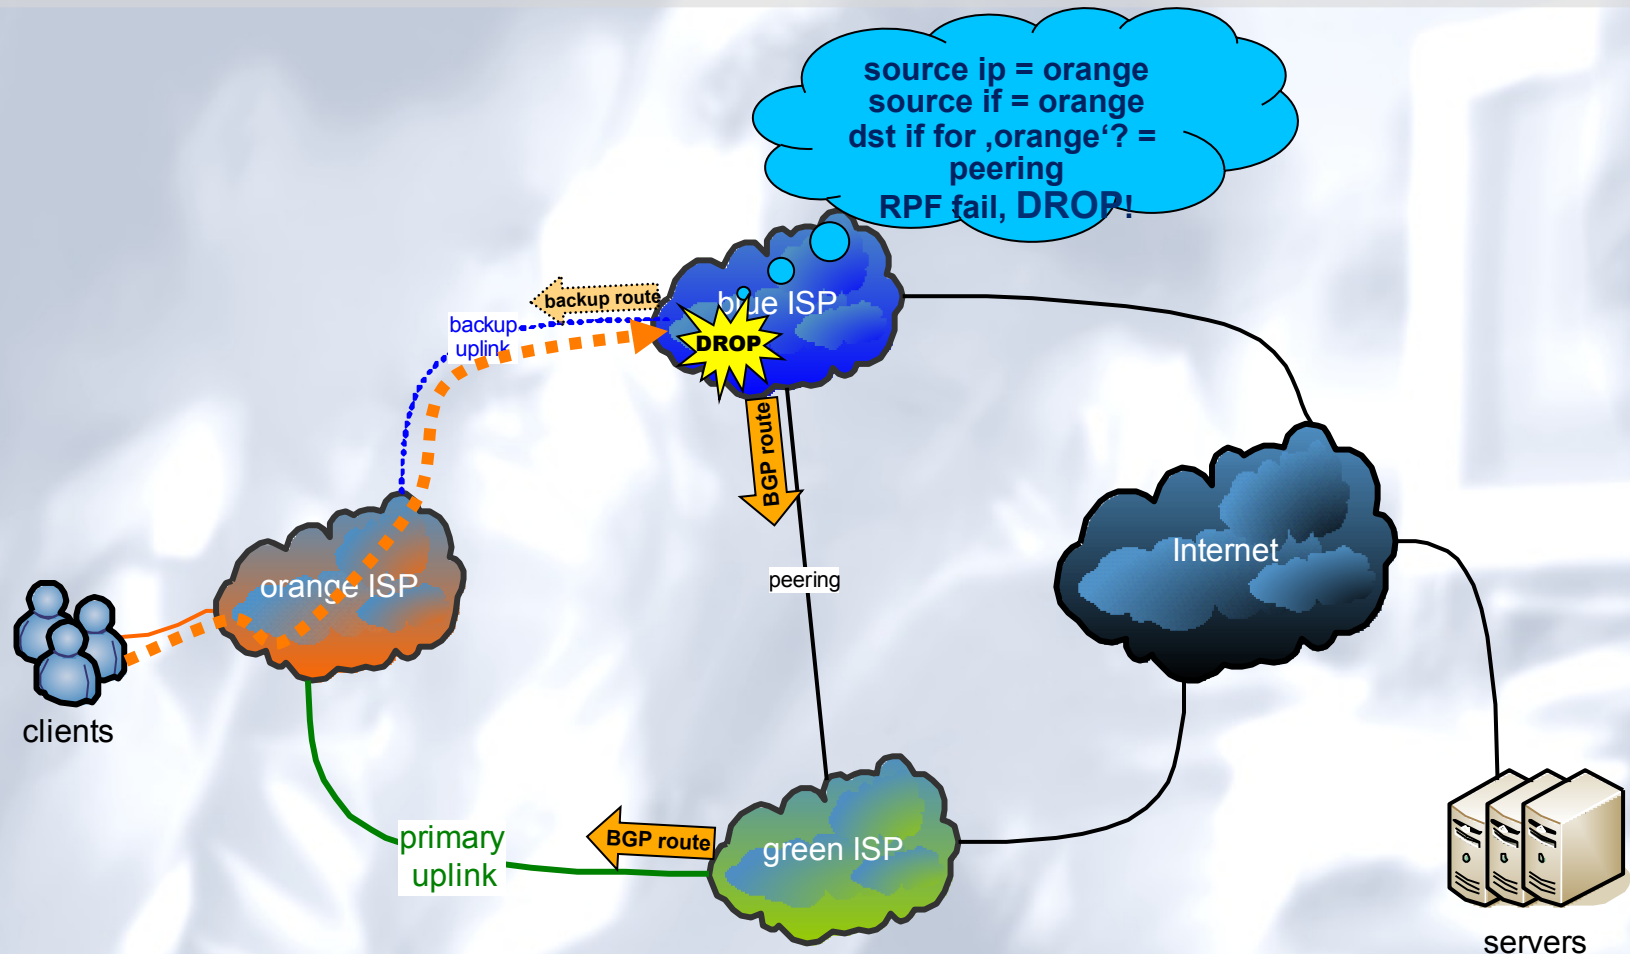 source ip = orange
source if = orange
dst if for ‚orange‘? =
peering
RPF fail, DROP!
backup route
blue ISP
backup
uplink
DROP
BGP route
Internet
peering
orange ISP
clients
primary
uplink
BGP route
green ISP
servers